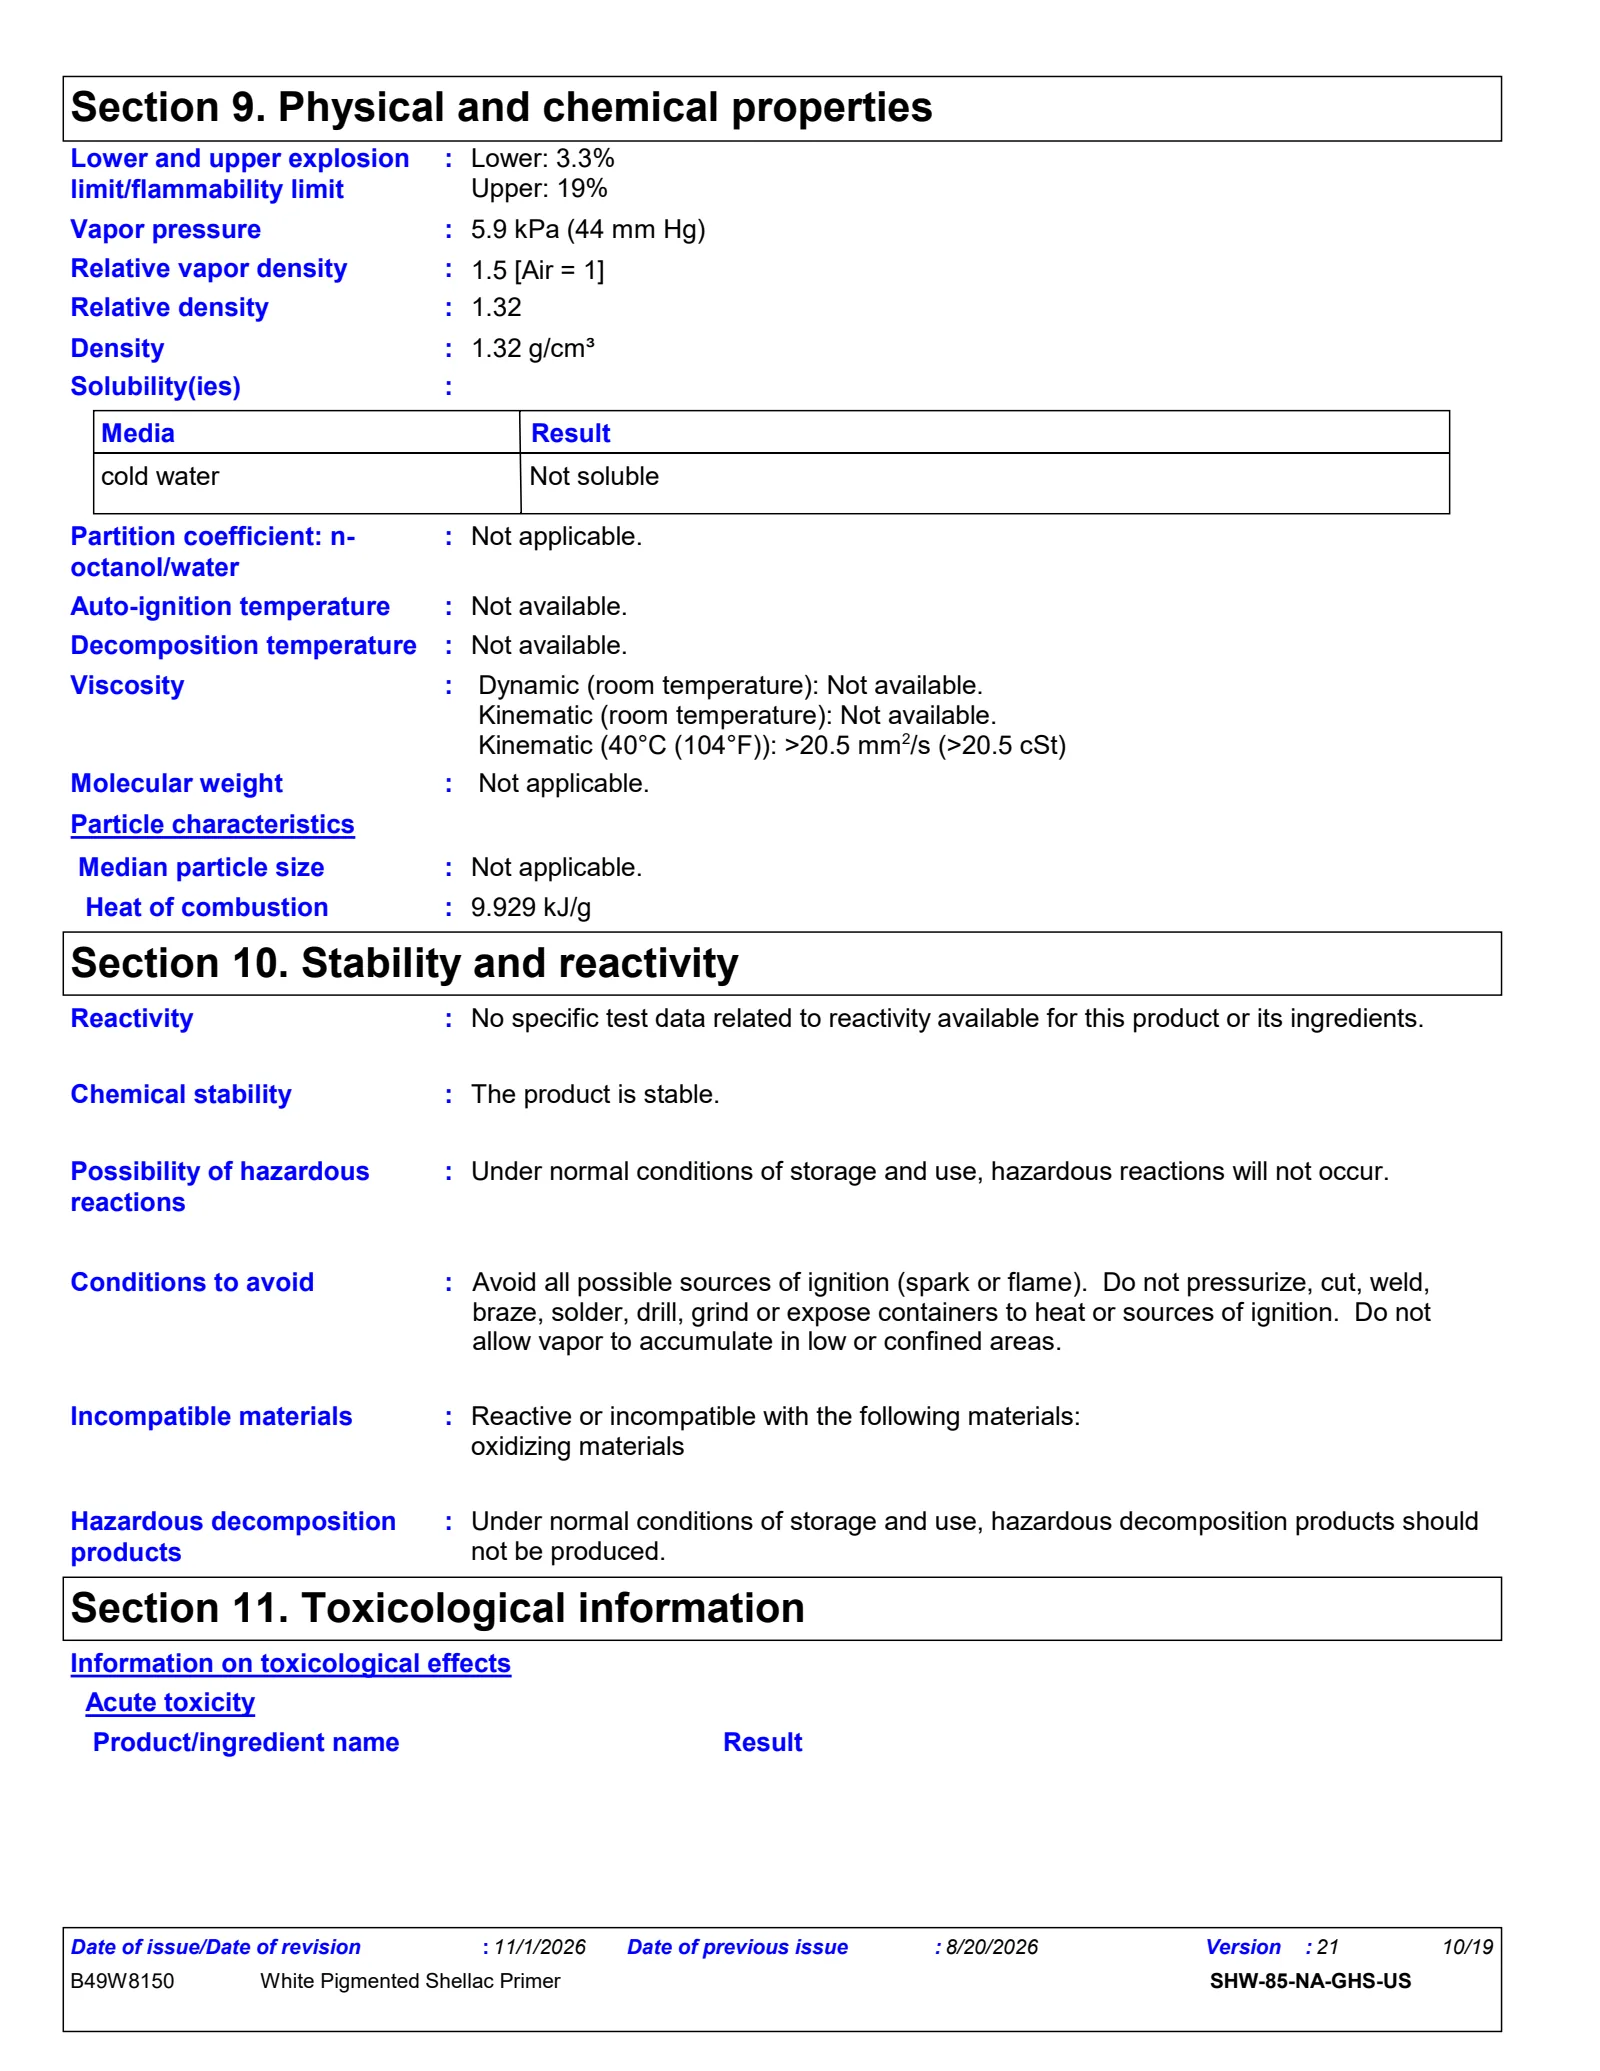 Section 9. Physical and chemical properties
Lower and upper explosion : Lower: 3.3%
limit/flammability limit Upper: 19%
Vapor pressure : 5.9 kPa (44 mm Hg)
Relative vapor density : 1.5 [Air = 1]
Relative density : 1.32
Density : 1.32 g/cm³
Solubility(ies) :
Media Result
cold water Not soluble
Partition coefficient: n- : Not applicable.
octanol/water
Auto-ignition temperature : Not available.
Decomposition temperature : Not available.
Viscosity : Dynamic (room temperature): Not available.
Kinematic (room temperature): Not available.
Kinematic (40°C (104°F)): >20.5 mm²/s (>20.5 cSt)
Molecular weight : Not applicable.
Particle characteristics
Median particle size : Not applicable.
Heat of combustion : 9.929 kJ/g
Section 10. Stability and reactivity
Reactivity : No specific test data related to reactivity available for this product or its ingredients.
Chemical stability : The product is stable.
Possibility of hazardous : Under normal conditions of storage and use, hazardous reactions will not occur.
reactions
Conditions to avoid : Avoid all possible sources of ignition (spark or flame).  Do not pressurize, cut, weld,
braze, solder, drill, grind or expose containers to heat or sources of ignition.  Do not
allow vapor to accumulate in low or confined areas.
Incompatible materials : Reactive or incompatible with the following materials:
oxidizing materials
Hazardous decomposition : Under normal conditions of storage and use, hazardous decomposition products should
products not be produced.
Section 11. Toxicological information
Information on toxicological effects
Acute toxicity
Product/ingredient name Result
Date of issue/Date of revision : 11/1/2026 Date of previous issue : 8/20/2026 Version : 21 10/19
B49W8150 White Pigmented Shellac Primer SHW-85-NA-GHS-US